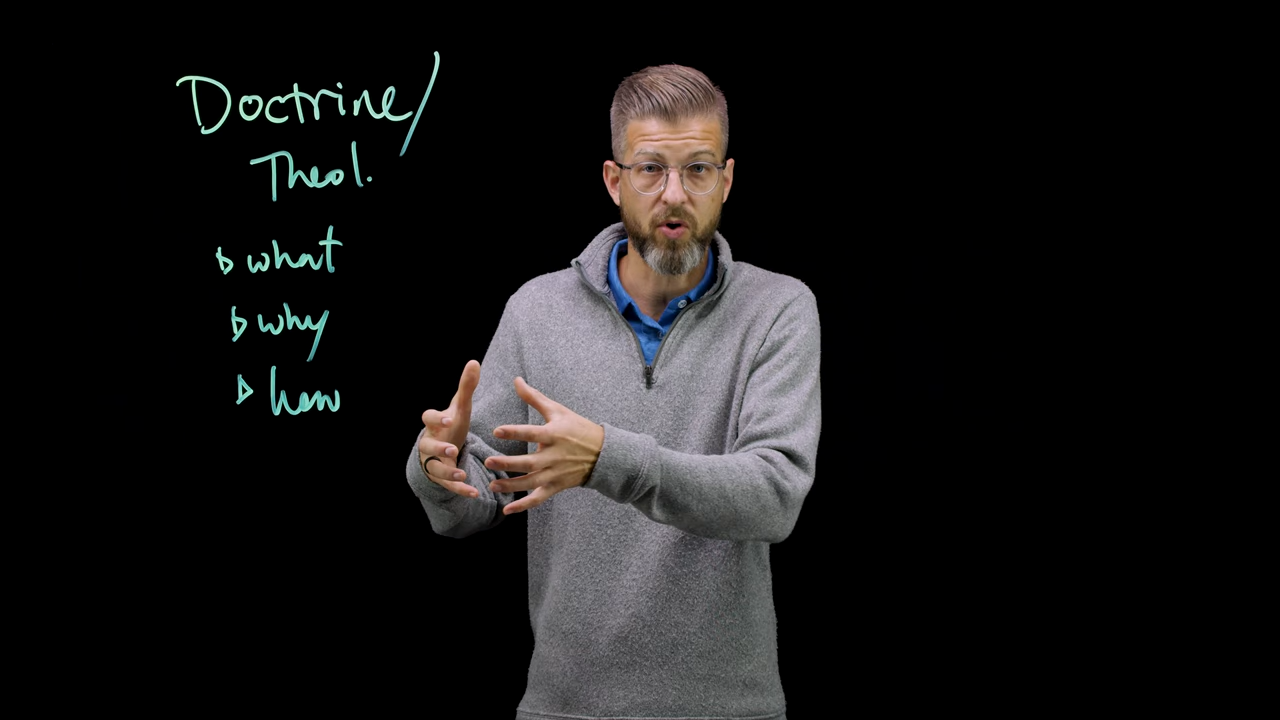 Doctrine/
Theol.
▹ what
▹ why
▹ how